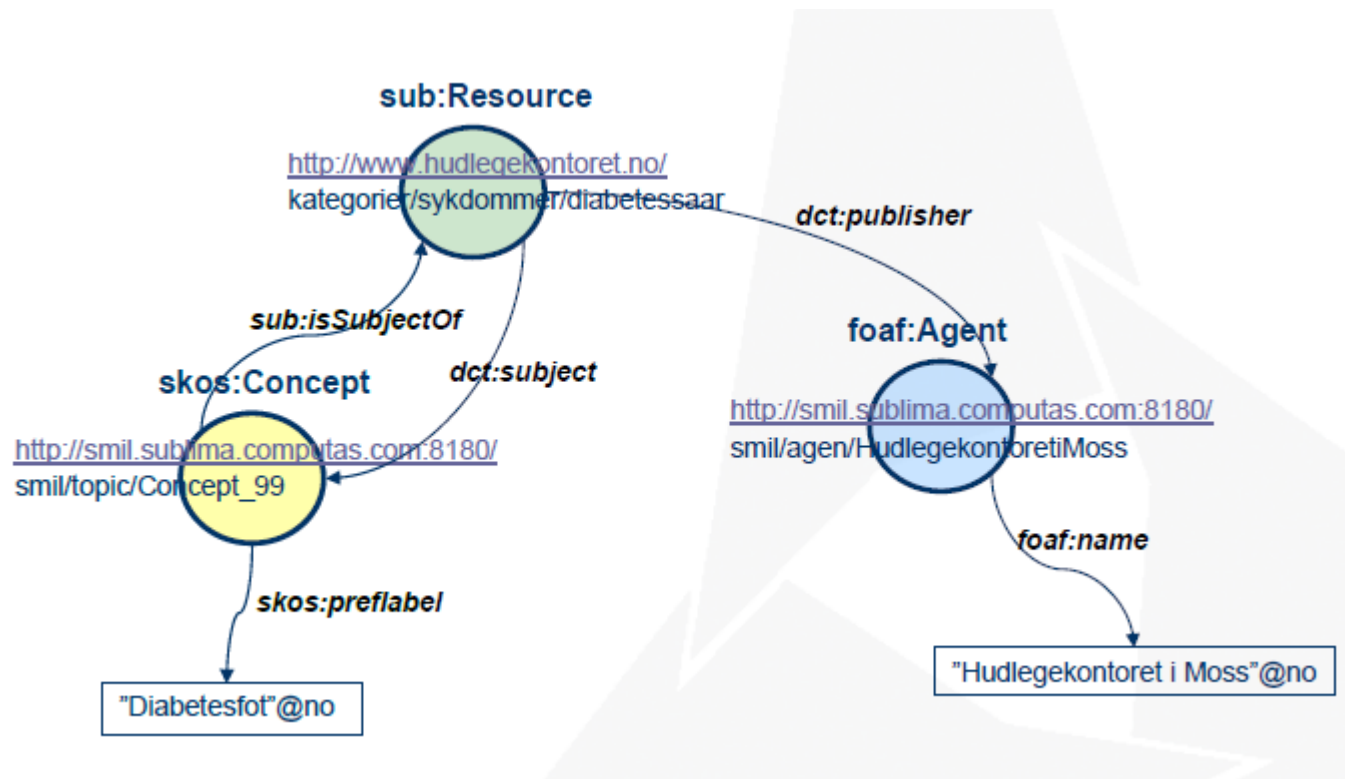 sub:Resource
http://www.hudlegekontoret.no/
kategorier/sykdommer/diabetessaar
dct:publisher
sub:isSubjectOf
foaf:Agent
dct:subject
skos:Concept
http://smil.sublima.computas.com:8180/
smil/agen/HudlegekontoretiMoss
http://smil.sublima.computas.com:8180/
smil/topic/Concept_99
foaf:name
skos:preflabel
"Hudlegekontoret i Moss"@no
"Diabetesfot"@no